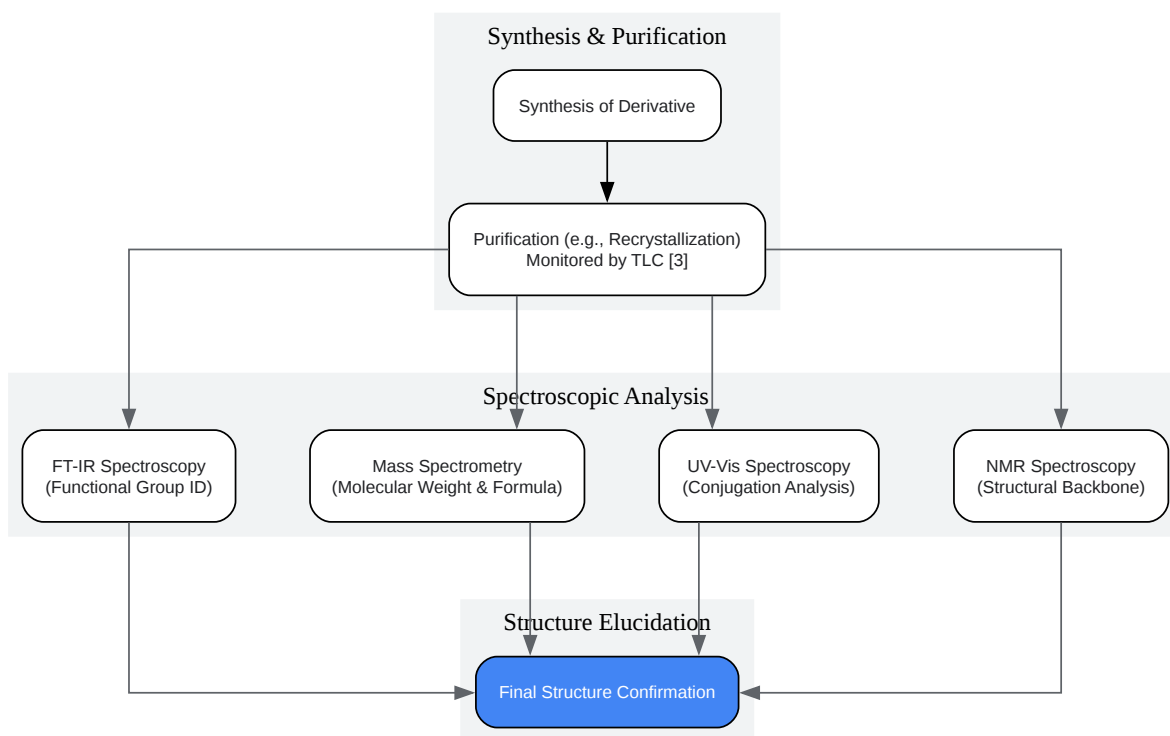 Synthesis & Purification
Synthesis of Derivative
Purification (e.g., Recrystallization)
Monitored by TLC [3]
Spectroscopic Analysis
FT-IR Spectroscopy
(Functional Group ID)
Mass Spectrometry
(Molecular Weight & Formula)
UV-Vis Spectroscopy
(Conjugation Analysis)
NMR Spectroscopy
(Structural Backbone)
Structure Elucidation
Final Structure Confirmation